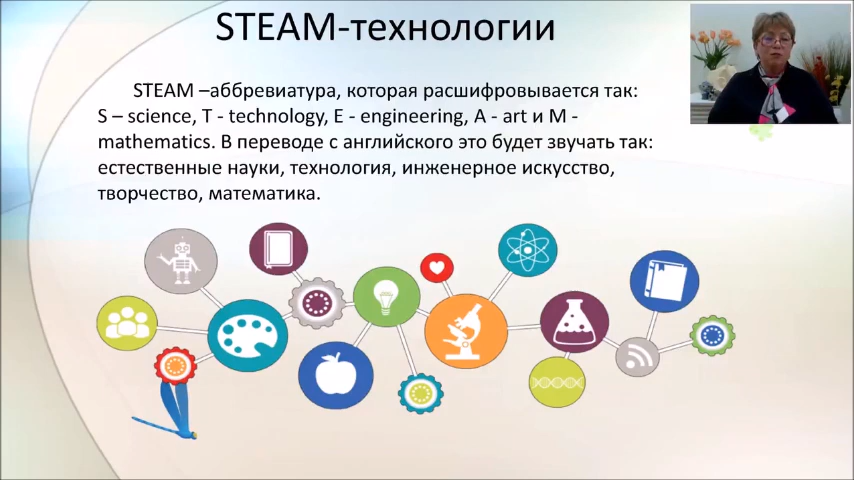 STEAM-технологии
STEAM –аббревиатура, которая расшифровывается так:
S – science, T - technology, E - engineering, A - art и M -
mathematics. В переводе с английского это будет звучать так:
естественные науки, технология, инженерное искусство,
творчество, математика.